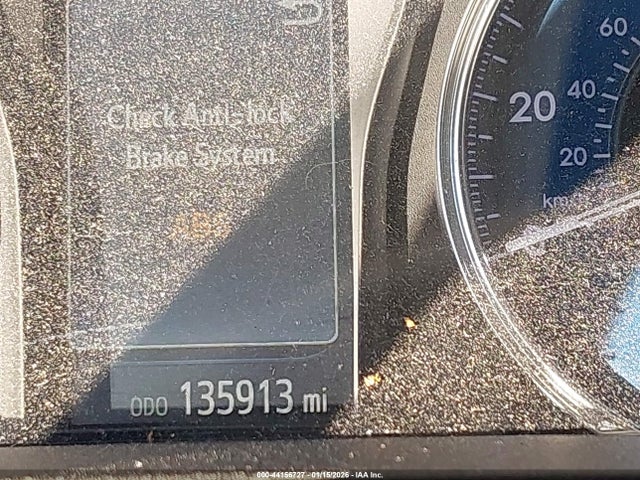 Check Anti-lock
Brake System
ODO 135913 mi
60
40
20
20
km/h
000-44156727 - 01/15/2026 - IAA Inc.